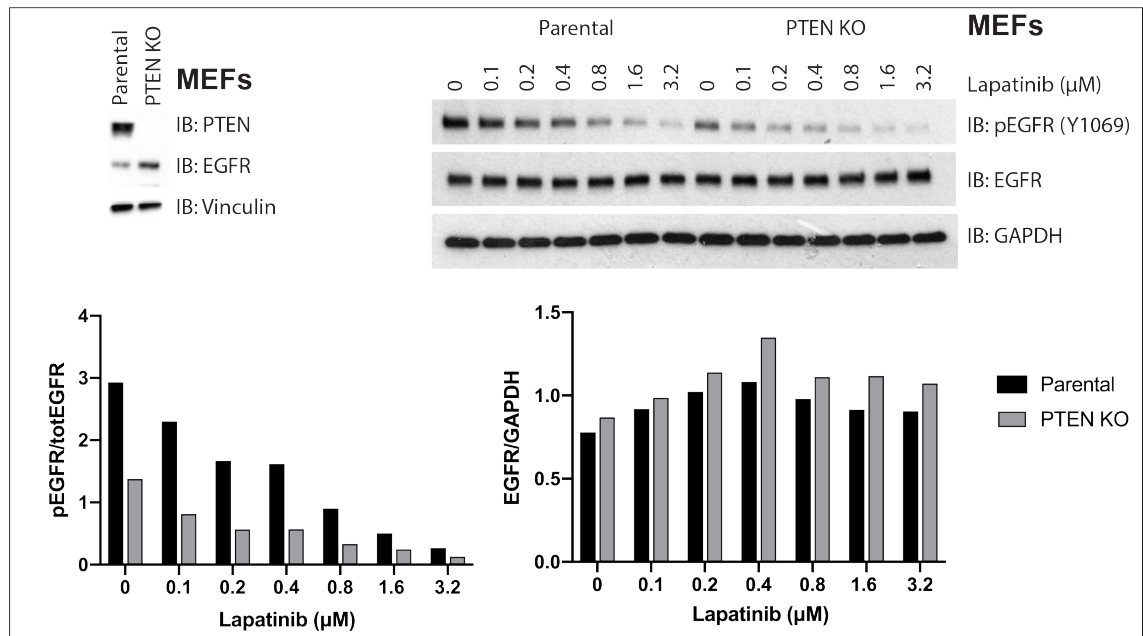 Parental
PTEN KO
MEFs
IB: PTEN
IB: EGFR
IB: Vinculin
Parental PTEN KO MEFs
0 0.1 0.2 0.4 0.8 1.6 3.2 0 0.1 0.2 0.4 0.8 1.6 3.2 Lapatinib (µM)
IB: pEGFR (Y1069)
IB: EGFR
IB: GAPDH
pEGFR/totEGFR
4
3
2
1
0
0 0.1 0.2 0.4 0.8 1.6 3.2
Lapatinib (µM)
EGFR/GAPDH
1.5
1.0
0.5
0.0
0 0.1 0.2 0.4 0.8 1.6 3.2
Lapatinib (µM)
Parental
PTEN KO